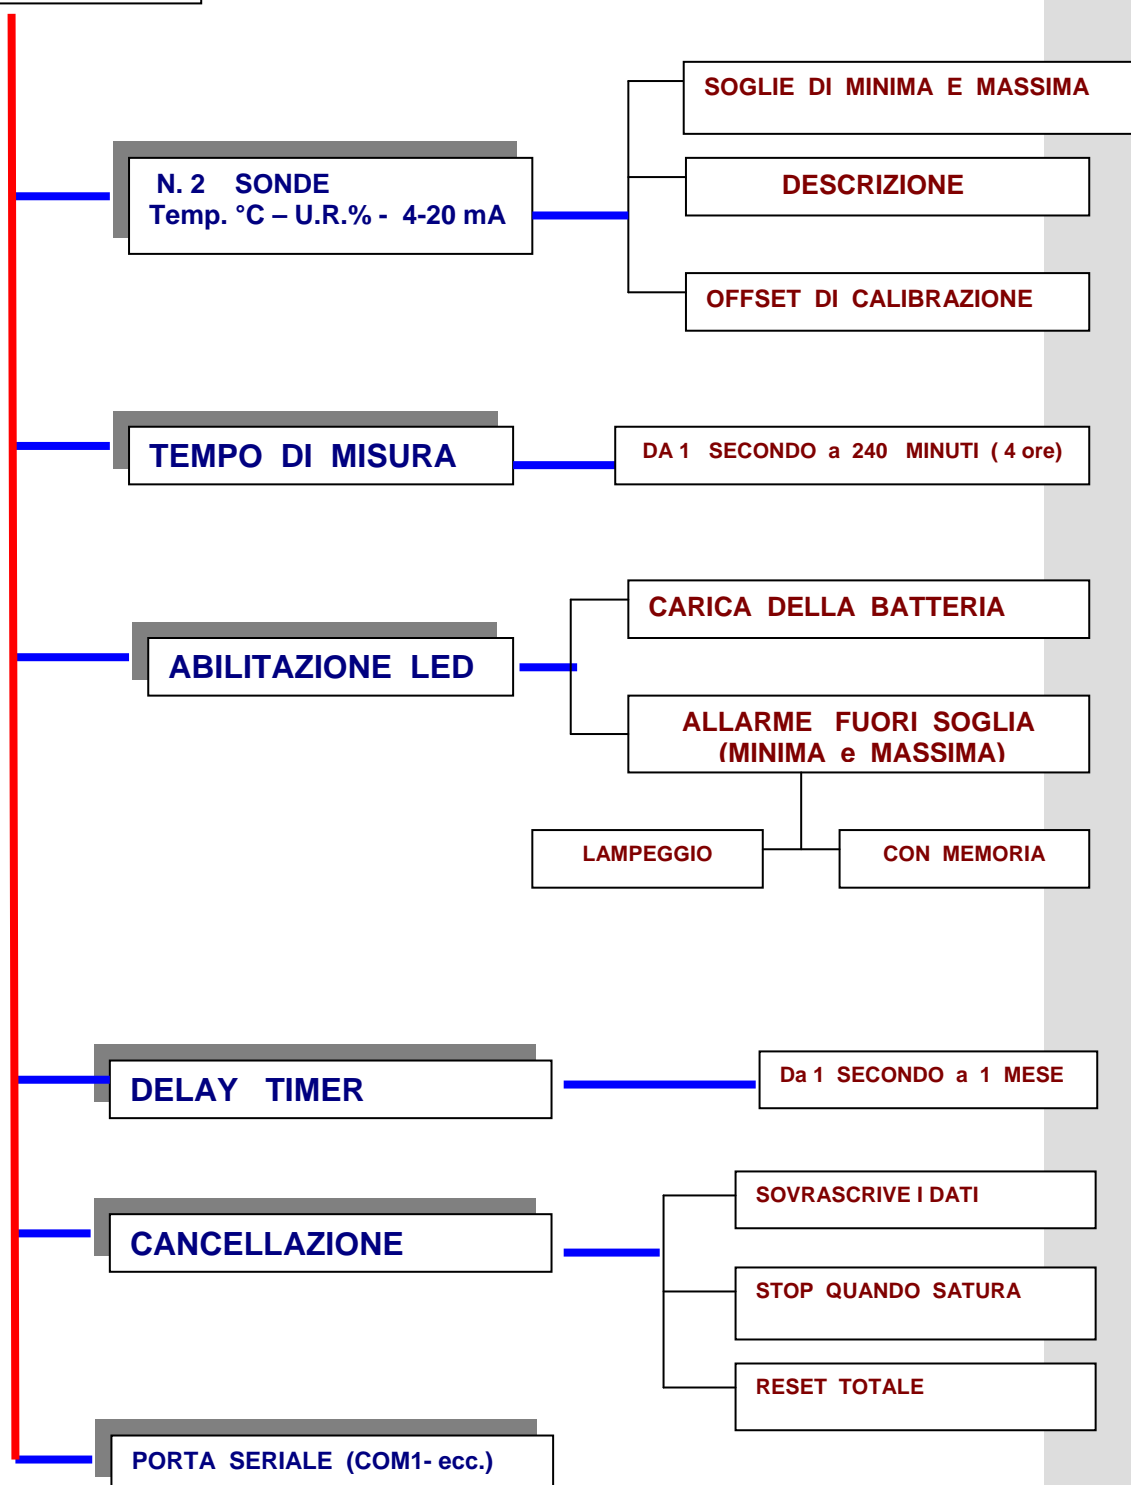 SOGLIE DI MINIMA E MASSIMA
N. 2 SONDE
Temp. °C – U.R.% - 4-20 mA
DESCRIZIONE
OFFSET DI CALIBRAZIONE
TEMPO DI MISURA
DA 1 SECONDO a 240 MINUTI ( 4 ore)
CARICA DELLA BATTERIA
ABILITAZIONE LED
ALLARME FUORI SOGLIA
(MINIMA e MASSIMA)
LAMPEGGIO
CON MEMORIA
DELAY TIMER
Da 1 SECONDO a 1 MESE
SOVRASCRIVE I DATI
CANCELLAZIONE
STOP QUANDO SATURA
RESET TOTALE
PORTA SERIALE (COM1- ecc.)